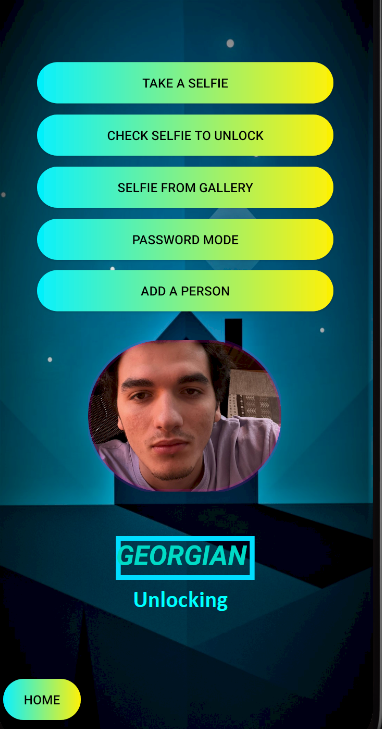 TAKE A SELFIE
CHECK SELFIE TO UNLOCK
SELFIE FROM GALLERY
PASSWORD MODE
ADD A PERSON
GEORGIAN
Unlocking
HOME